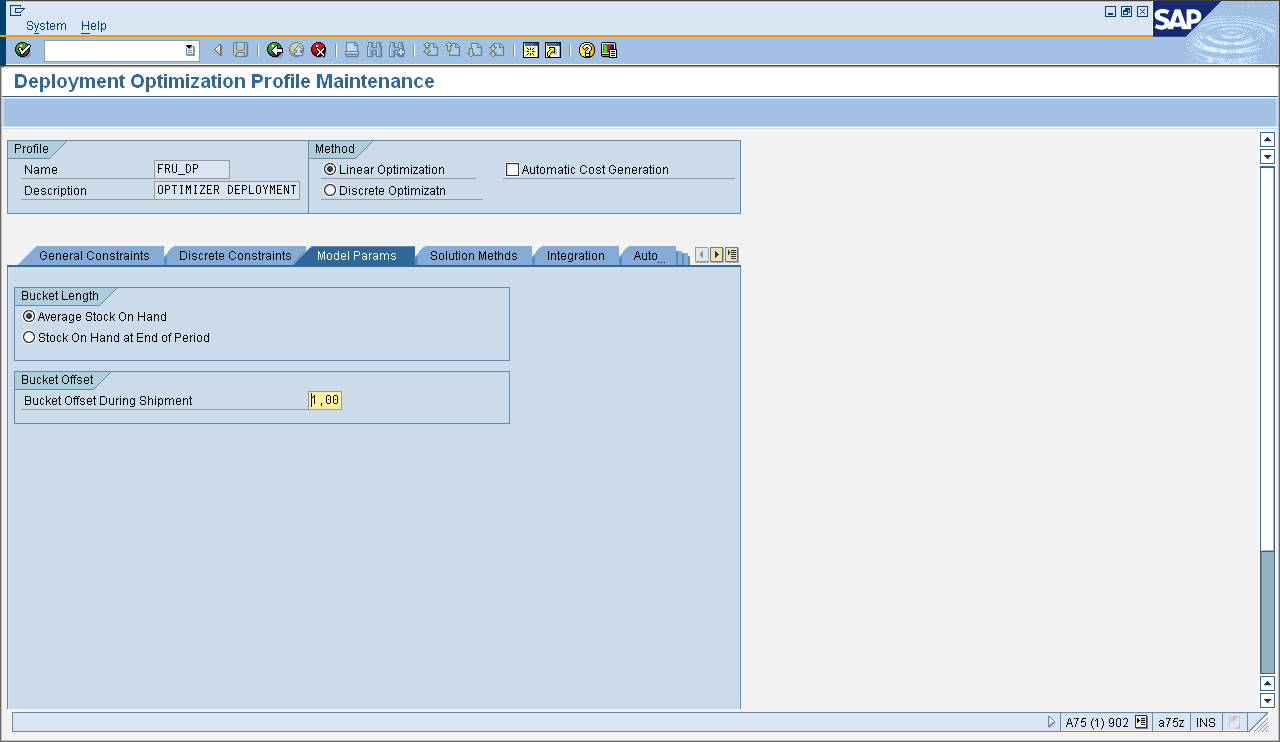 System Help
SAP
Deployment Optimization Profile Maintenance
Profile
Name FRU_DP
Description OPTIMIZER DEPLOYMENT
Method
Linear Optimization
Automatic Cost Generation
Discrete Optimizatn
General Constraints Discrete Constraints Model Params Solution Methds Integration Auto...
Bucket Length
Average Stock On Hand
Stock On Hand at End of Period
Bucket Offset
Bucket Offset During Shipment 1,00
A75 (1) 902 a75z INS